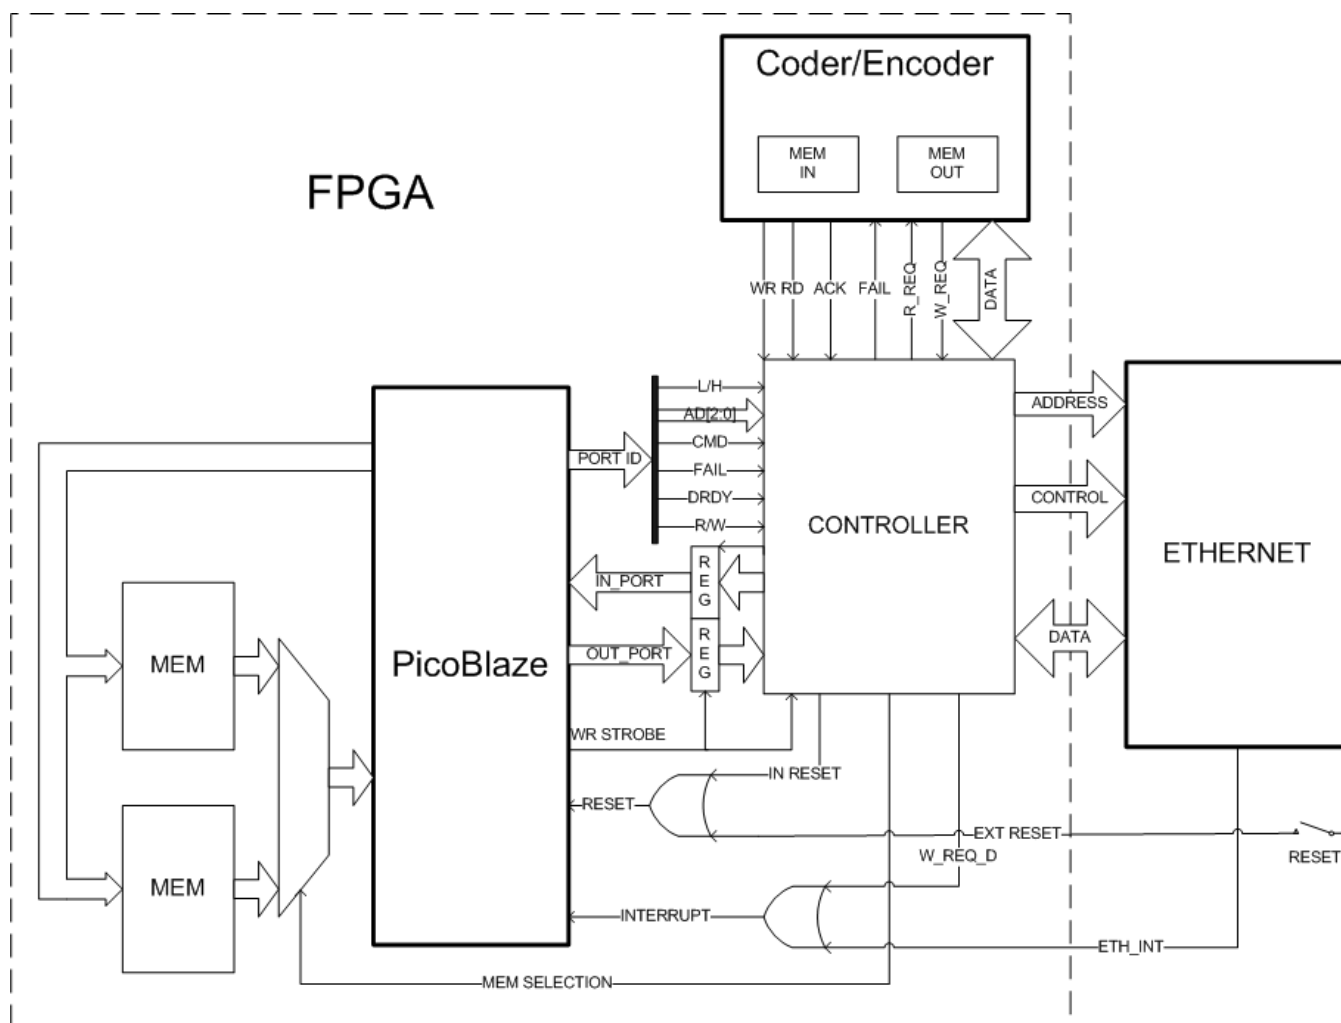 Coder/Encoder
MEM
IN
MEM
OUT
FPGA
WR
RD
ACK
FAIL
R_REQ
W_REQ
DATA
L/H
AD[2:0]
CMD
FAIL
DRDY
R/W
PORT ID
ADDRESS
CONTROL
CONTROLLER
ETHERNET
R
E
G
IN_PORT
R
E
G
OUT_PORT
DATA
MEM
PicoBlaze
WR STROBE
IN RESET
RESET
EXT RESET
RESET
W_REQ_D
MEM
INTERRUPT
ETH_INT
MEM SELECTION